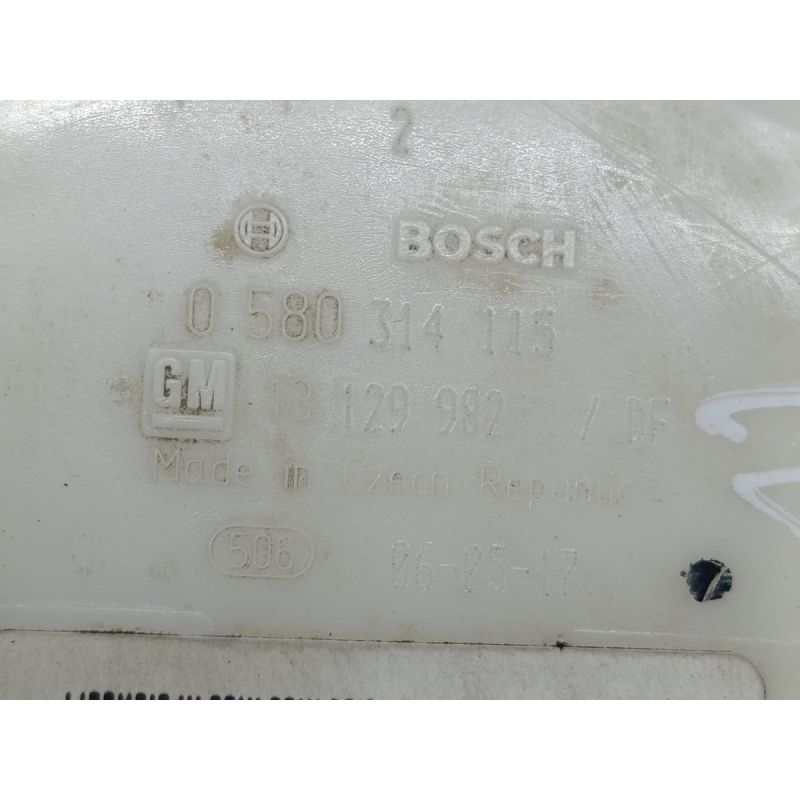 2
BOSCH
0 580 314 115
GM 13 129 982 / DF
Made in Czech Republic
506 06-05-17